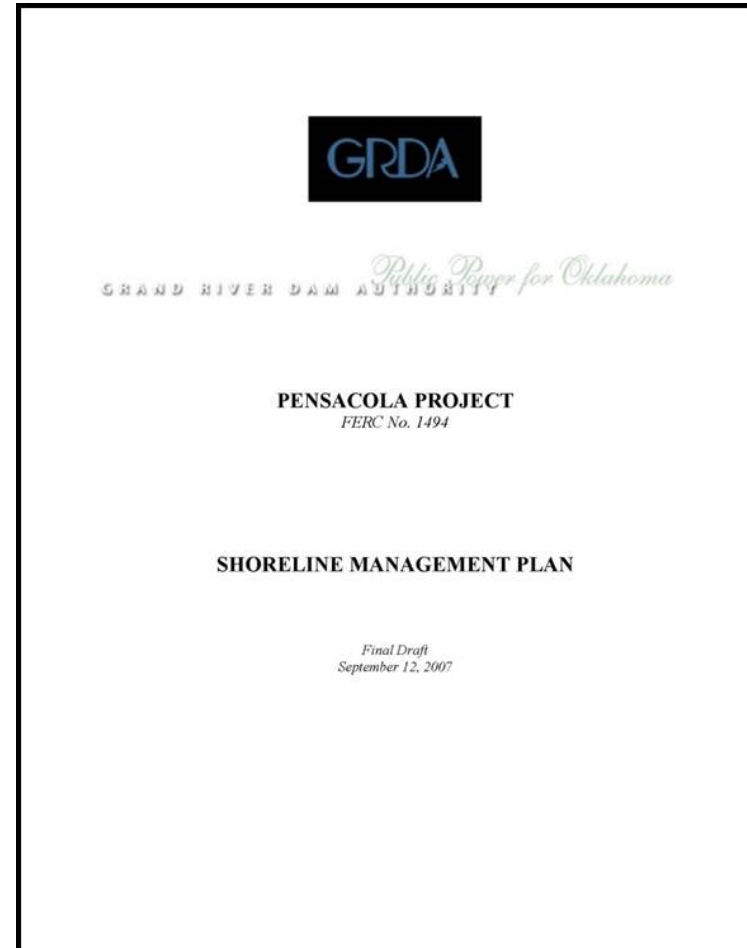 GRDA
Public Power for Oklahoma
GRAND RIVER DAM AUTHORITY
PENSACOLA PROJECT
FERC No. 1494
SHORELINE MANAGEMENT PLAN
Final Draft
September 12, 2007